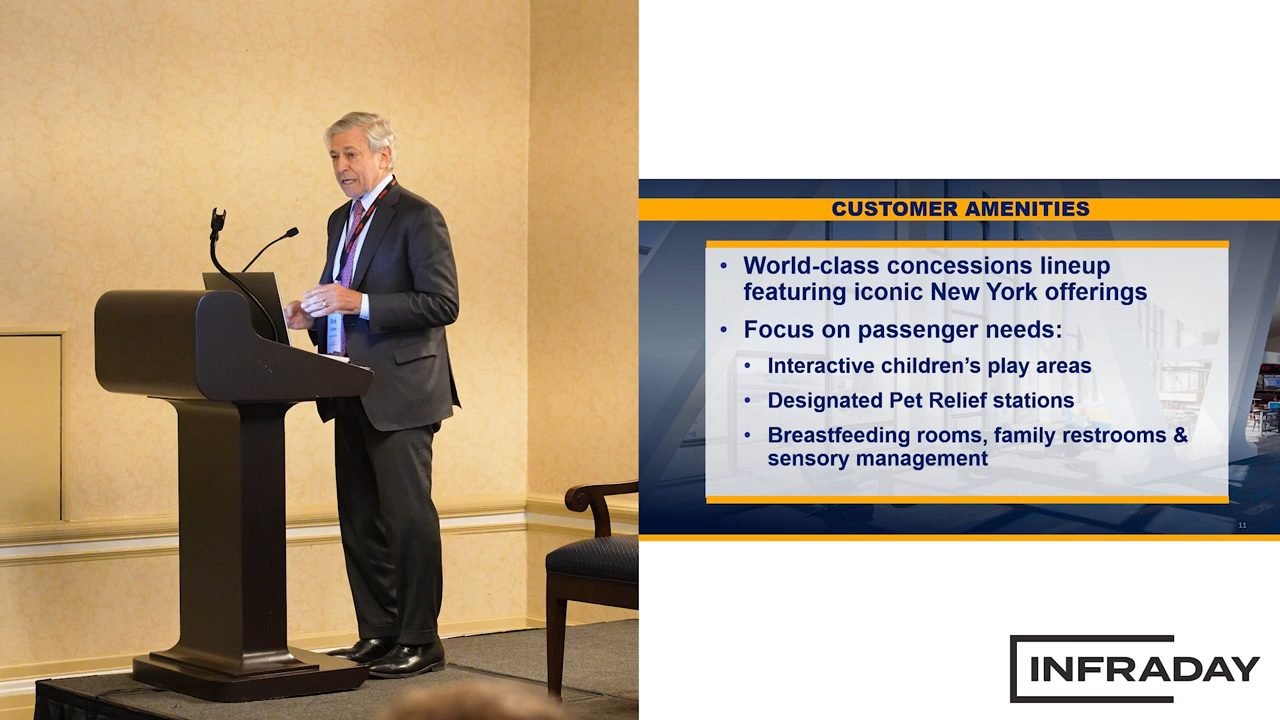 CUSTOMER AMENITIES
• World-class concessions lineup
featuring iconic New York offerings
• Focus on passenger needs:
• Interactive children’s play areas
• Designated Pet Relief stations
• Breastfeeding rooms, family restrooms &
sensory management
11
INFRADAY